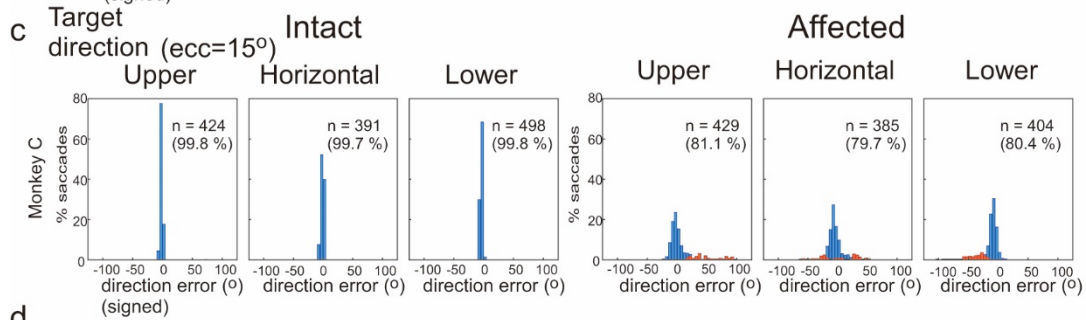 (signed)
c Target
direction (ecc=15º)
Intact
Affected
Upper Horizontal Lower
Upper Horizontal Lower
Monkey C
% saccades
80
60
40
20
0
n = 424
(99.8 %)
-100 -50 0 50 100
direction error (º)
(signed)
n = 391
(99.7 %)
-100 -50 0 50 100
direction error (º)
n = 498
(99.8 %)
-100 -50 0 50 100
direction error (º)
% saccades
80
60
40
20
0
n = 429
(81.1 %)
-100 -50 0 50 100
direction error (º)
n = 385
(79.7 %)
-100 -50 0 50 100
direction error (º)
n = 404
(80.4 %)
-100 -50 0 50 100
direction error (º)
d